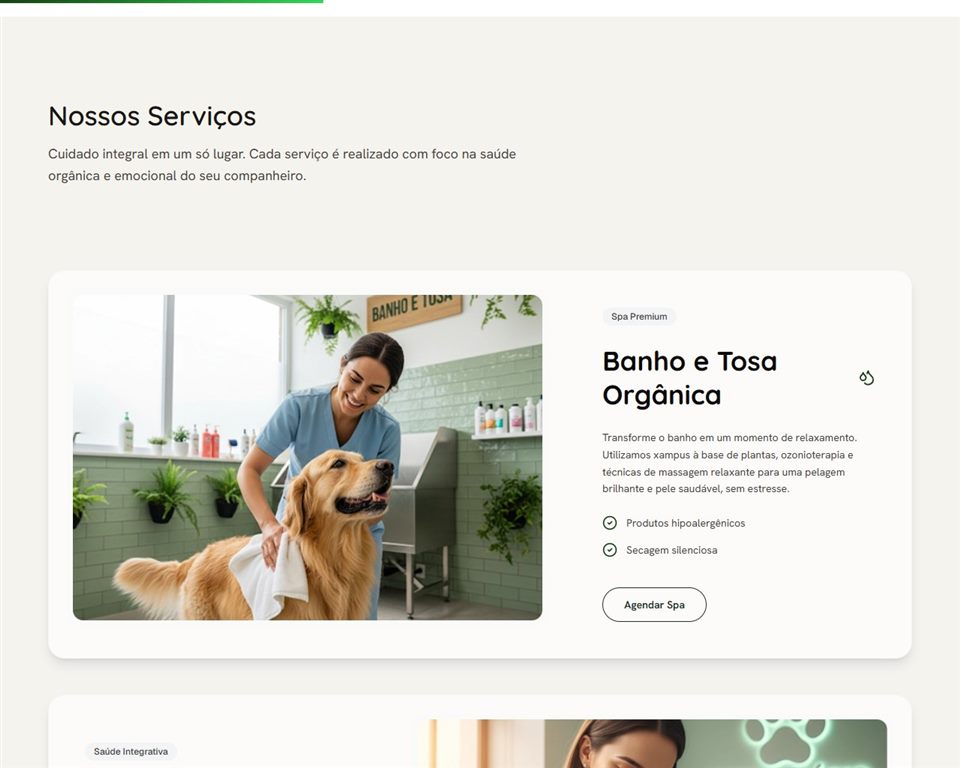 Nossos Serviços
Cuidado integral em um só lugar. Cada serviço é realizado com foco na saúde
orgânica e emocional do seu companheiro.
BANHO E TOSA
Spa Premium
Banho e Tosa
Orgânica
Transforme o banho em um momento de relaxamento.
Utilizamos xampus à base de plantas, ozonioterapia e
técnicas de massagem relaxante para uma pelagem
brilhante e pele saudável, sem estresse.
Produtos hipoalergênicos
Secagem silenciosa
Agendar Spa
Saúde Integrativa